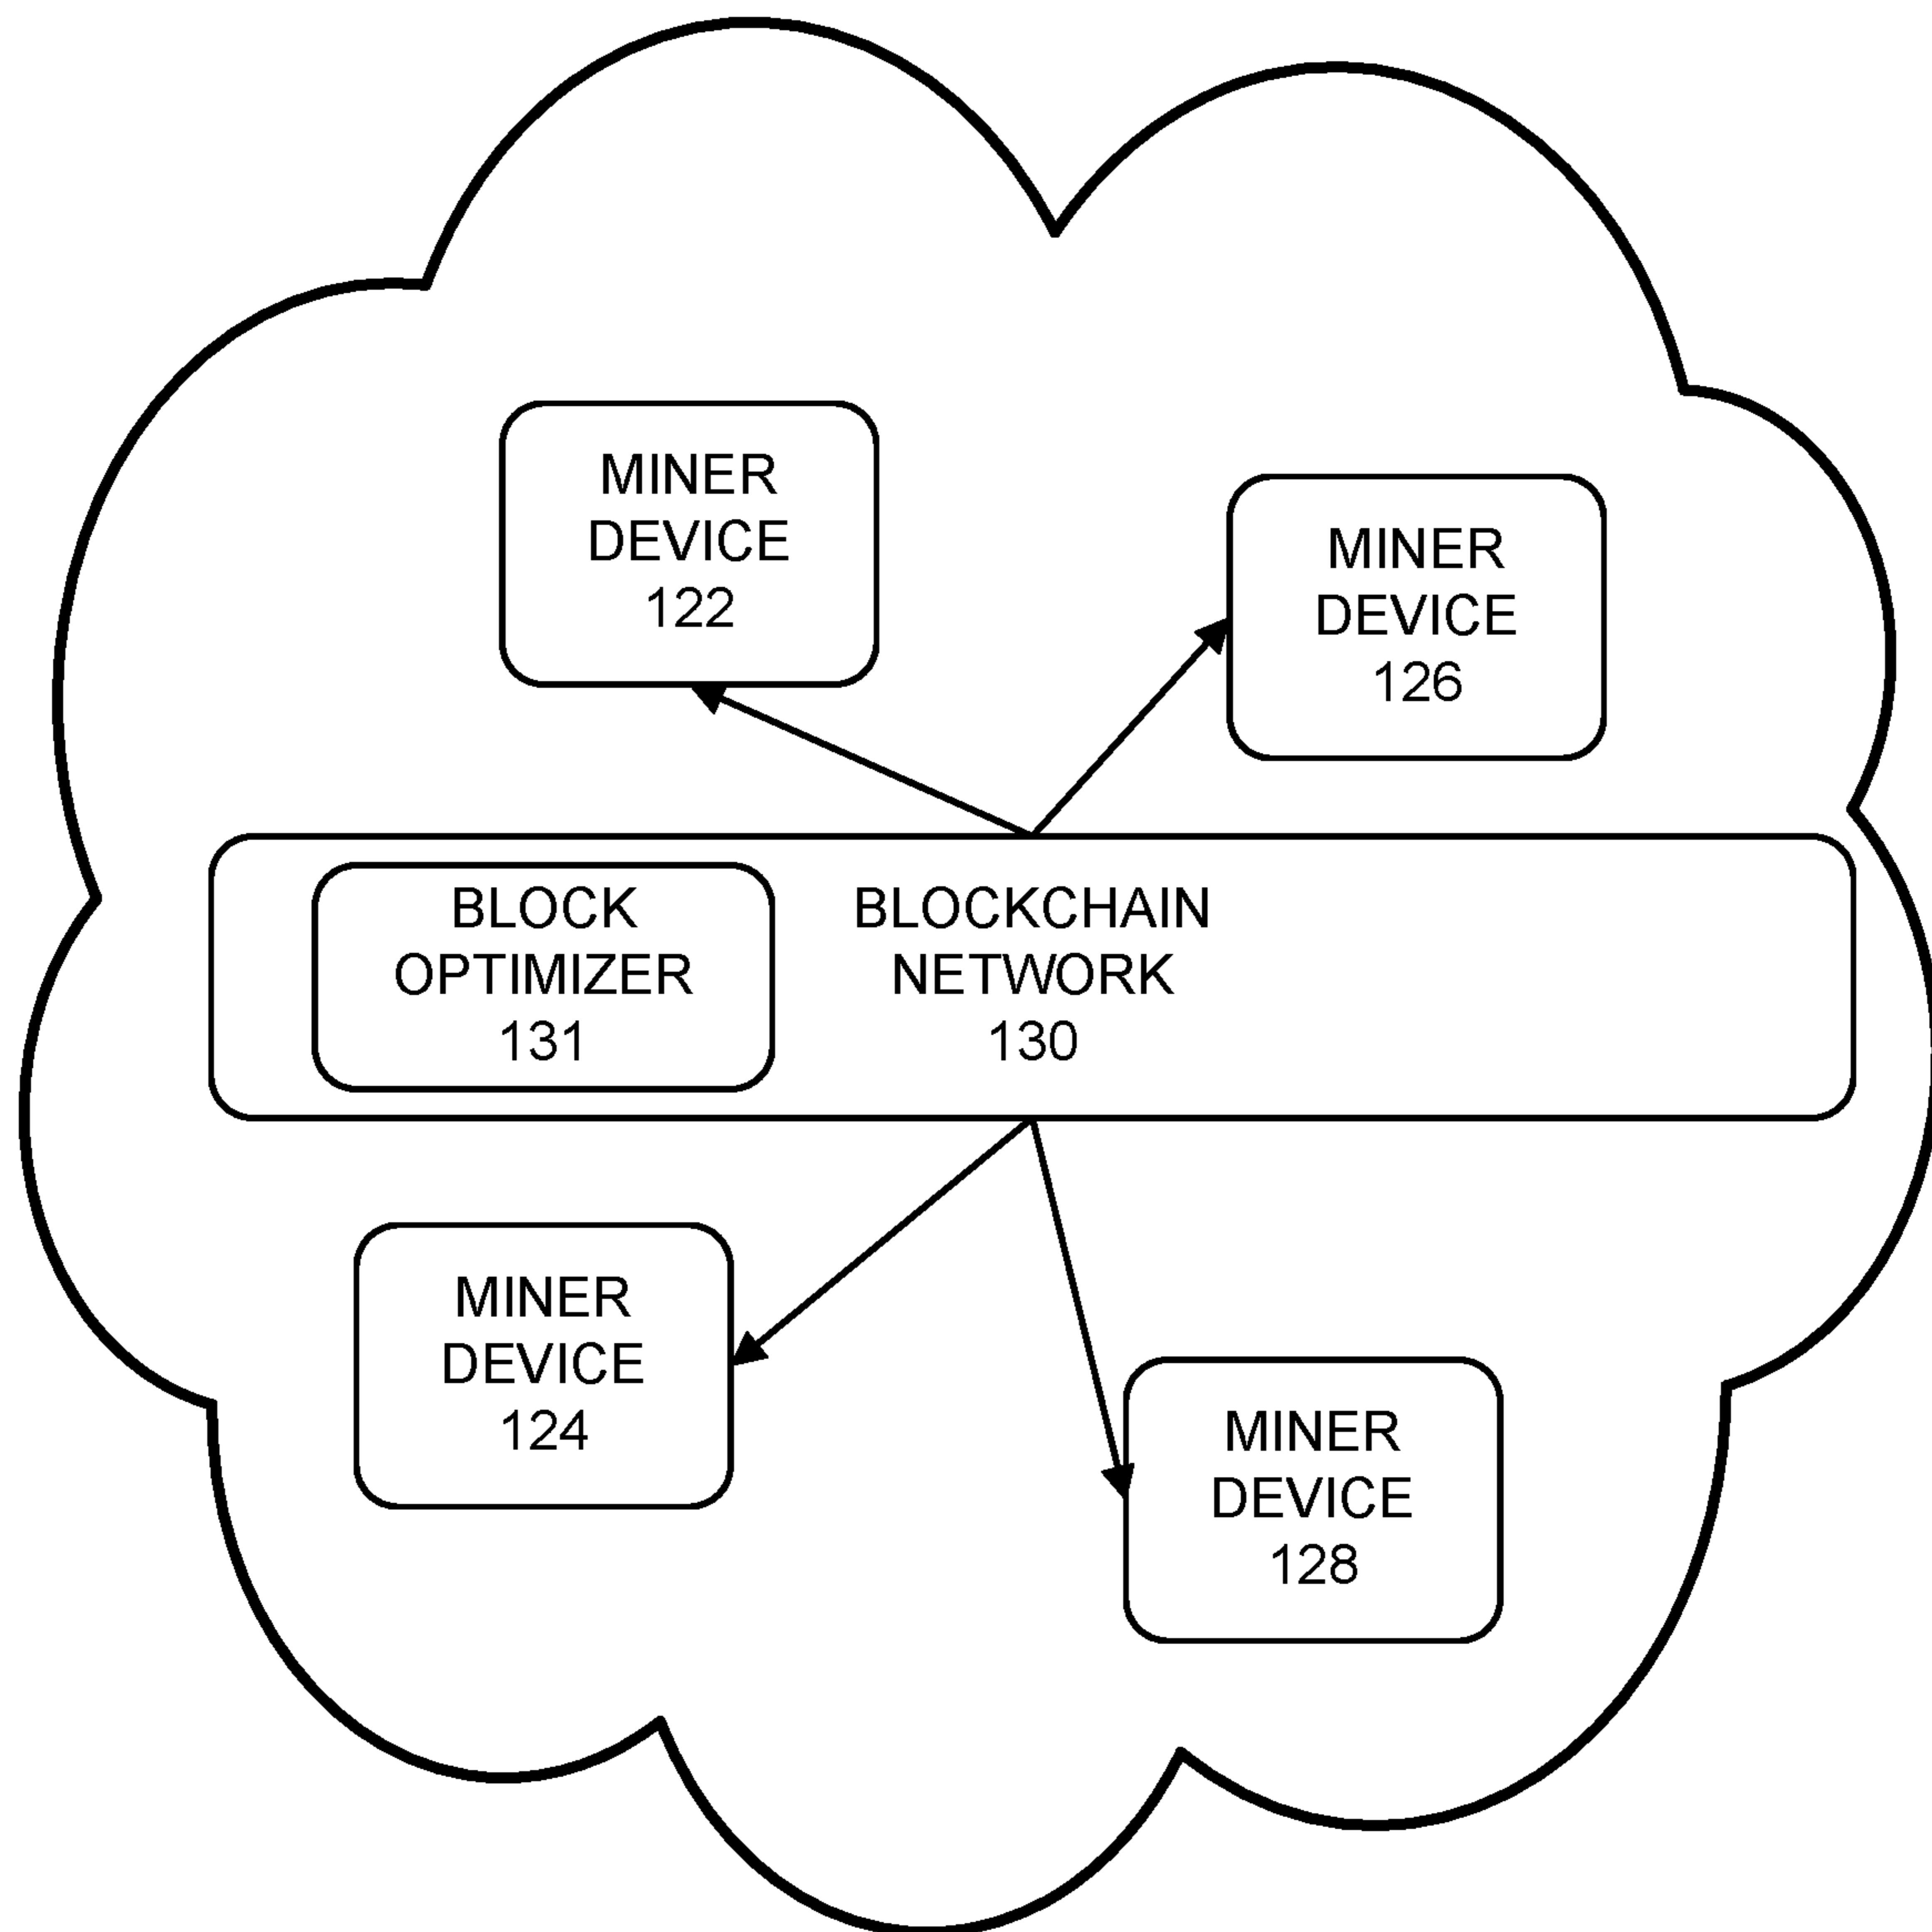 MINER
DEVICE
122
MINER
DEVICE
126
BLOCK
OPTIMIZER
131
BLOCKCHAIN
NETWORK
130
MINER
DEVICE
124
MINER
DEVICE
128